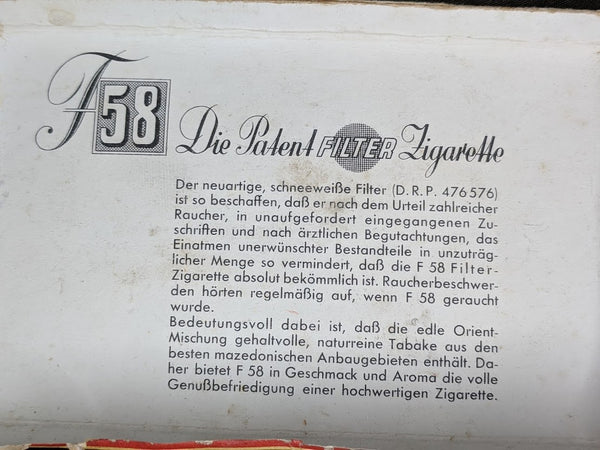 F 58 Die Patent FILTER Zigarette
Der neuartige, schneeweiße Filter (D.R.P. 476576)
ist so beschaffen, daß er nach dem Urteil zahlreicher
Raucher, in unaufgefordert eingegangenen Zu-
schriften und nach ärztlichen Begutachtungen, das
Einatmen unerwünschter Bestandteile in unzuträg-
licher Menge so vermindert, daß die F 58 Filter-
Zigarette absolut bekömmlich ist. Raucherbeschwer-
den hörten regelmäßig auf, wenn F 58 geraucht
wurde.
Bedeutungsvoll dabei ist, daß die edle Orient-
Mischung gehaltvolle, naturreine Tabake aus den
besten mazedonischen Anbaugebieten enthält. Da-
her bietet F 58 in Geschmack und Aroma die volle
Genußbefriedigung einer hochwertigen Zigarette.